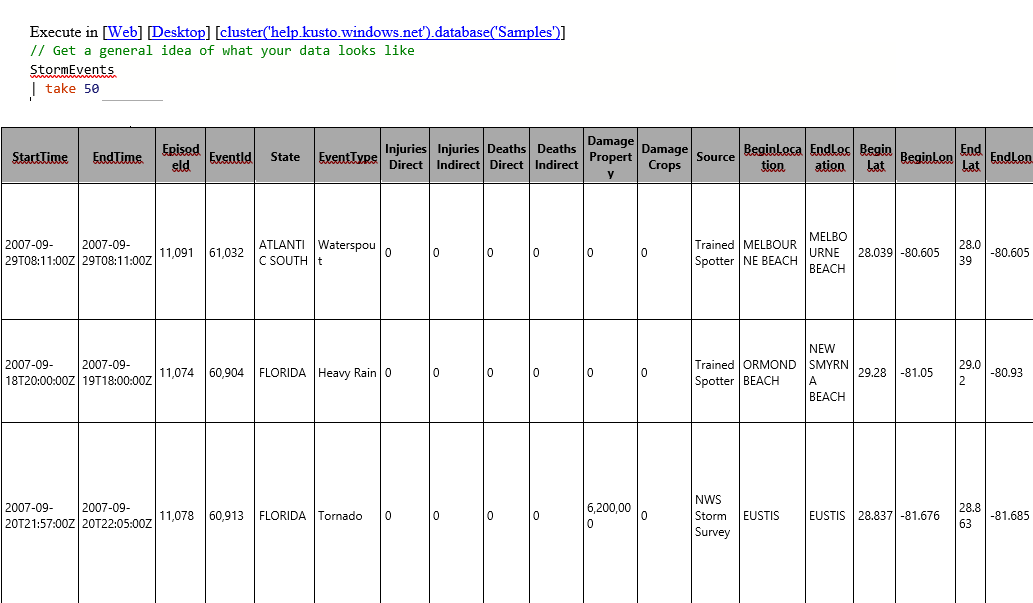 Execute in [Web] [Desktop] [cluster('help.kusto.windows.net').database('Samples')]
// Get a general idea of what your data looks like
StormEvents
| take 50
StartTime EndTime EpisodeId EventId State EventType Injuries Direct Injuries Indirect Deaths Direct Deaths Indirect Damage Property Damage Crops Source BeginLocation EndLocation Begin Lat BeginLon End Lat EndLon
2007-09-29T08:11:00Z 2007-09-29T08:11:00Z 11,091 61,032 ATLANTIC SOUTH Waterspout 0 0 0 0 0 0 Trained Spotter MELBOURNE BEACH MELBOURNE BEACH 28.039 -80.605 28.039 -80.605
2007-09-18T20:00:00Z 2007-09-19T18:00:00Z 11,074 60,904 FLORIDA Heavy Rain 0 0 0 0 0 0 Trained Spotter ORMOND BEACH NEW SMYRNA BEACH 29.28 -81.05 29.02 -80.93
2007-09-20T21:57:00Z 2007-09-20T22:05:00Z 11,078 60,913 FLORIDA Tornado 0 0 0 0 6,200,000 0 NWS Storm Survey EUSTIS EUSTIS 28.837 -81.676 28.863 -81.685